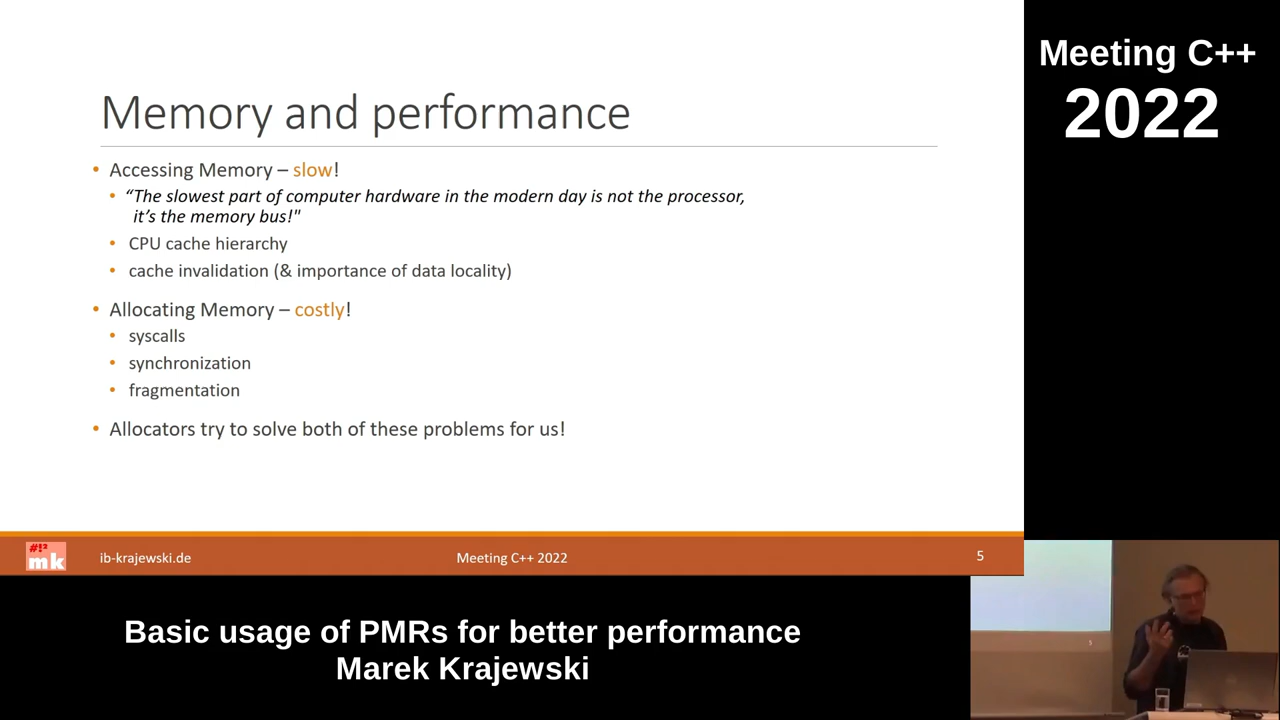 Meeting C++
2022
Memory and performance
• Accessing Memory – slow!
• “The slowest part of computer hardware in the modern day is not the processor,
it’s the memory bus!"
• CPU cache hierarchy
• cache invalidation (& importance of data locality)
• Allocating Memory – costly!
• syscalls
• synchronization
• fragmentation
• Allocators try to solve both of these problems for us!
#!²
mk
ib-krajewski.de
Meeting C++ 2022
5
Basic usage of PMRs for better performance
Marek Krajewski